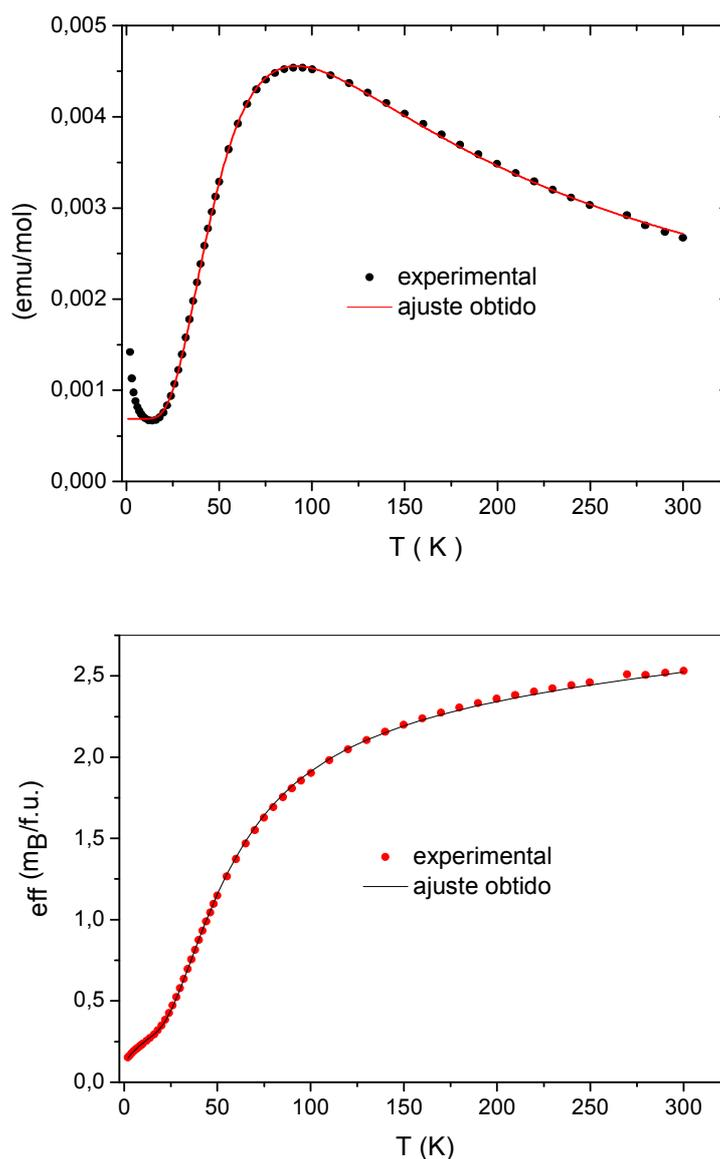 0,005
0,004
0,003
0,002
0,001
0,000
(emu/mol)
experimental
ajuste obtido
0 50 100 150 200 250 300
T ( K )
2,5
2,0
1,5
1,0
0,5
0,0
eff (mB/f.u.)
experimental
ajuste obtido
0 50 100 150 200 250 300
T (K)